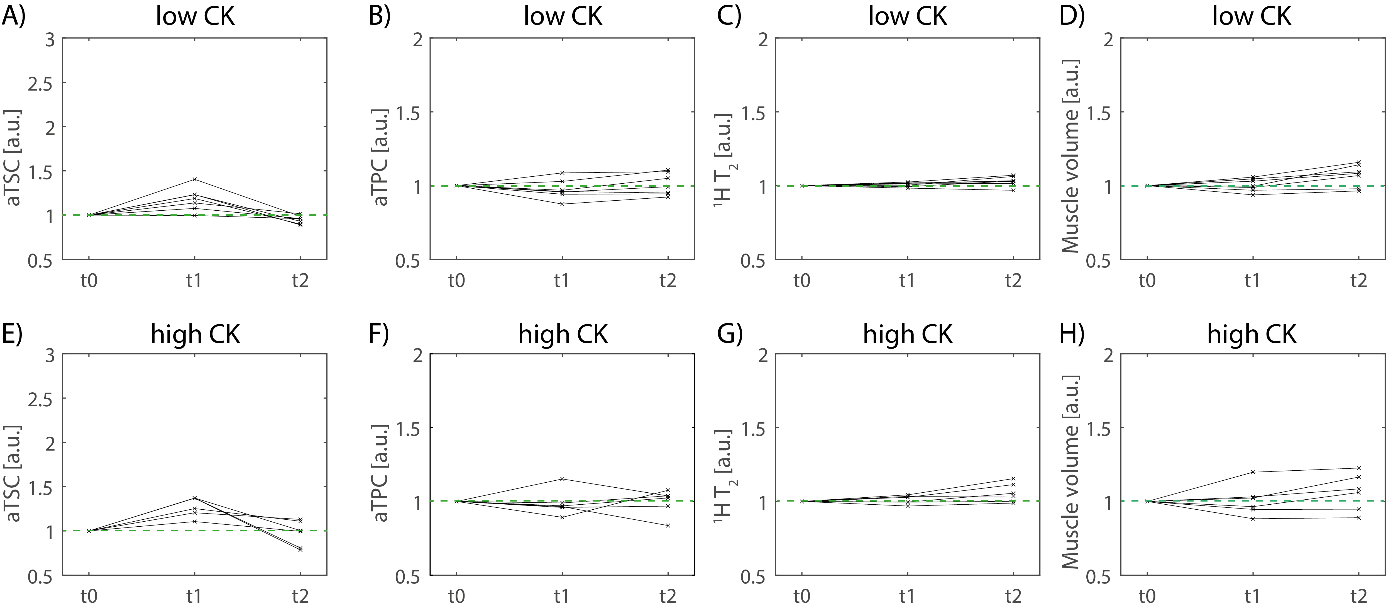 A) low CK
3
2.5
2
1.5
1
0.5
aTSC [a.u.]
t0 t1 t2
B) low CK
2
1.5
1
0.5
aTPC [a.u.]
t0 t1 t2
C) low CK
2
1.5
1
0.5
¹H T₂ [a.u.]
t0 t1 t2
D) low CK
2
1.5
1
0.5
Muscle volume [a.u.]
t0 t1 t2
E) high CK
3
2.5
2
1.5
1
0.5
aTSC [a.u.]
t0 t1 t2
F) high CK
2
1.5
1
0.5
aTPC [a.u.]
t0 t1 t2
G) high CK
2
1.5
1
0.5
¹H T₂ [a.u.]
t0 t1 t2
H) high CK
2
1.5
1
0.5
Muscle volume [a.u.]
t0 t1 t2